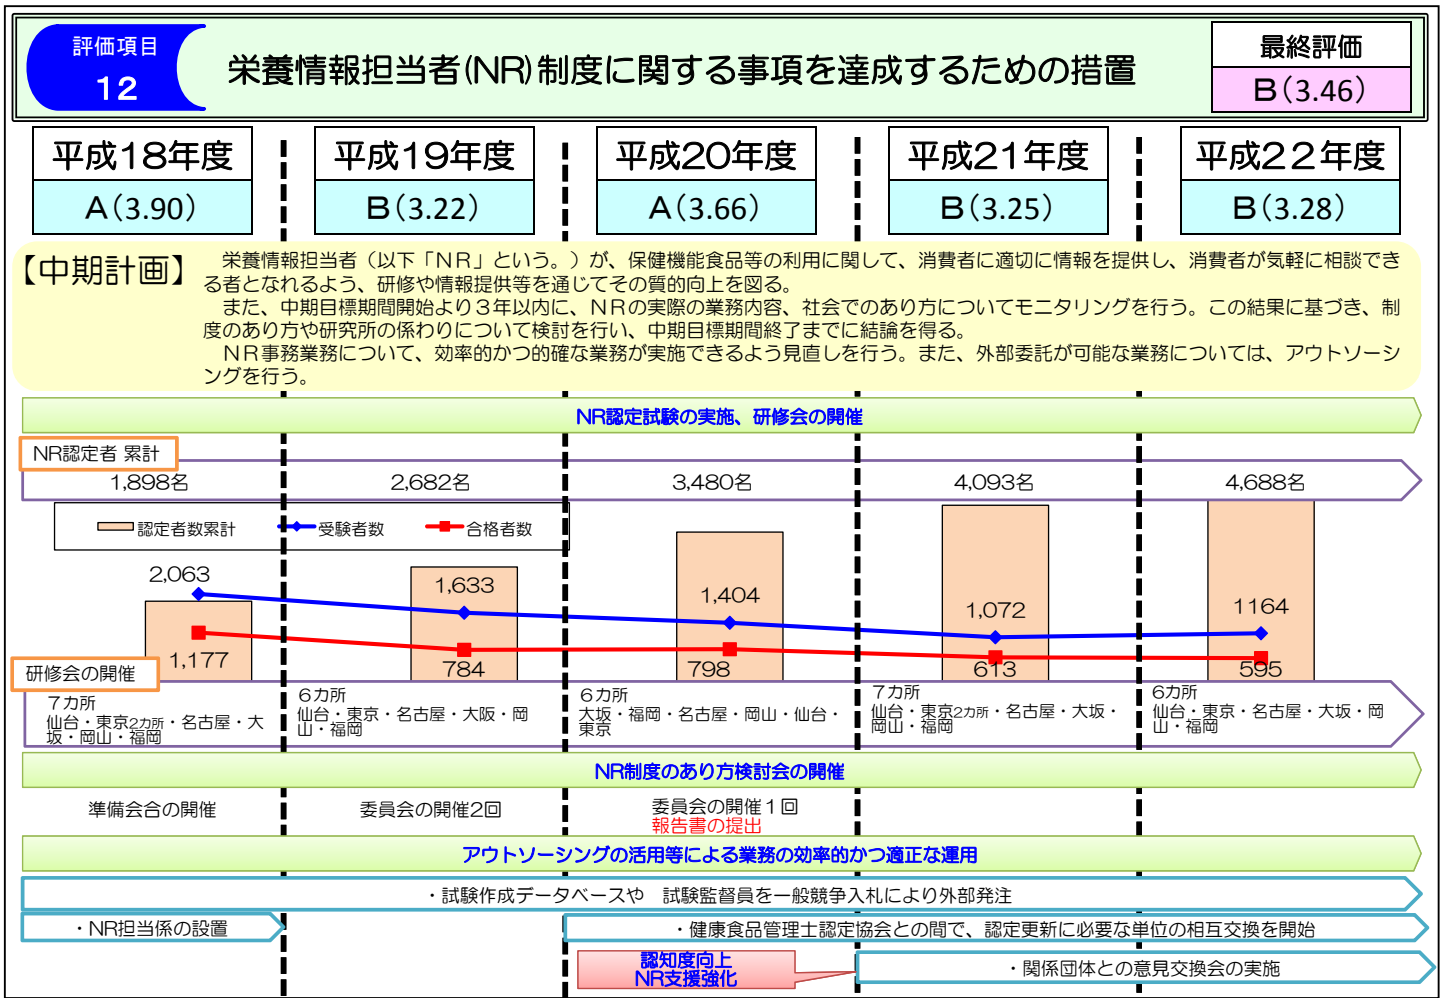 評価項目
12
栄養情報担当者(NR)制度に関する事項を達成するための措置
最終評価
B(3.46)
平成18年度
A(3.90)
平成19年度
B(3.22)
平成20年度
A(3.66)
平成21年度
B(3.25)
平成22年度
B(3.28)
【中期計画】
栄養情報担当者（以下「ＮＲ」という。）が、保健機能食品等の利用に関して、消費者に適切に情報を提供し、消費者が気軽に相談でき
る者となれるよう、研修や情報提供等を通じてその質的向上を図る。
また、中期目標期間開始より３年以内に、ＮＲの実際の業務内容、社会でのあり方についてモニタリングを行う。この結果に基づき、制
度のあり方や研究所の係わりについて検討を行い、中期目標期間終了までに結論を得る。
ＮＲ事務業務について、効率的かつ的確な業務が実施できるよう見直しを行う。また、外部委託が可能な業務については、アウトソーシ
ングを行う。
NR認定試験の実施、研修会の開催
NR認定者 累計
1,898名
2,682名
3,480名
4,093名
4,688名
認定者数累計
受験者数
合格者数
2,063
1,633
1,404
1,072
1164
1,177
784
798
613
595
研修会の開催
７カ所
仙台・東京2カ所・名古屋・大
坂・岡山・福岡
６カ所
仙台・東京・名古屋・大阪・岡
山・福岡
６カ所
大坂・福岡・名古屋・岡山・仙台・
東京
７カ所
仙台・東京2カ所・名古屋・大坂・
岡山・福岡
６カ所
仙台・東京・名古屋・大坂・岡
山・福岡
NR制度のあり方検討会の開催
準備会合の開催
委員会の開催2回
委員会の開催１回
報告書の提出
アウトソーシングの活用等による業務の効率的かつ適正な運用
・試験作成データベースや　試験監督員を一般競争入札により外部発注
・NR担当係の設置
・健康食品管理士認定協会との間で、認定更新に必要な単位の相互交換を開始
認知度向上
NR支援強化
・関係団体との意見交換会の実施